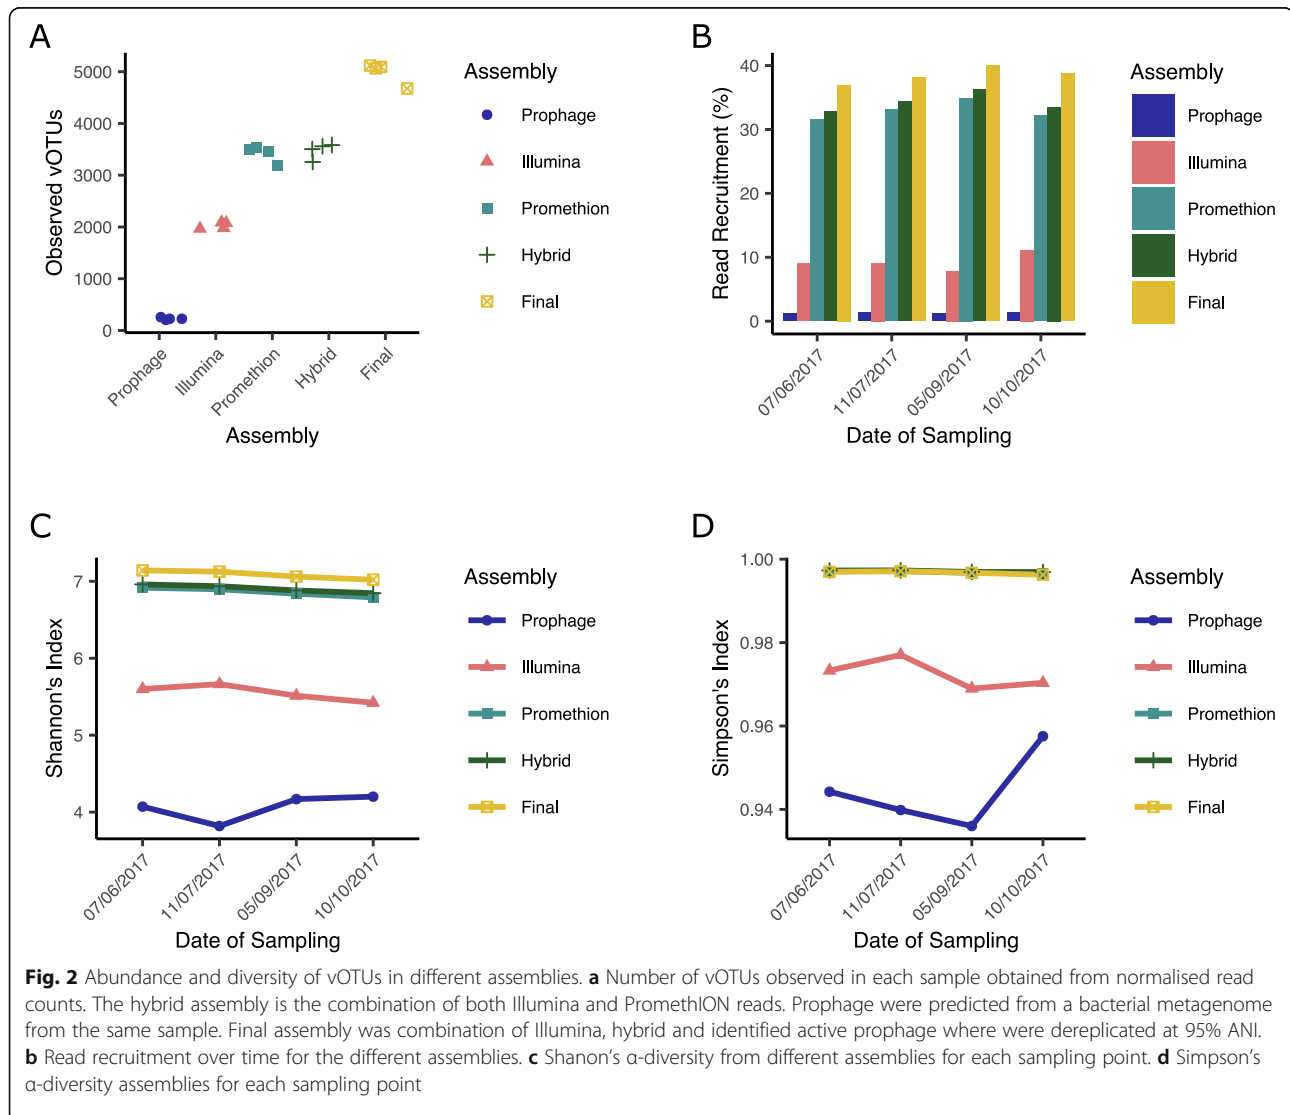 A
Observed vOTUs
5000
4000
3000
2000
1000
0
Prophage
Illumina
Promethion
Hybrid
Final
Assembly
Assembly
Prophage
Illumina
Promethion
Hybrid
Final
B
Read Recruitment (%)
40
30
20
10
0
07/06/2017
11/07/2017
05/09/2017
10/10/2017
Date of Sampling
Assembly
Prophage
Illumina
Promethion
Hybrid
Final
C
Shannon's Index
7
6
5
4
07/06/2017
11/07/2017
05/09/2017
10/10/2017
Date of Sampling
Assembly
Prophage
Illumina
Promethion
Hybrid
Final
D
Simpson's Index
1.00
0.98
0.96
0.94
07/06/2017
11/07/2017
05/09/2017
10/10/2017
Date of Sampling
Assembly
Prophage
Illumina
Promethion
Hybrid
Final
Fig. 2 Abundance and diversity of vOTUs in different assemblies. a Number of vOTUs observed in each sample obtained from normalised read
counts. The hybrid assembly is the combination of both Illumina and PromethION reads. Prophage were predicted from a bacterial metagenome
from the same sample. Final assembly was combination of Illumina, hybrid and identified active prophage where were dereplicated at 95% ANI.
b Read recruitment over time for the different assemblies. c Shanon's α-diversity from different assemblies for each sampling point. d Simpson's
α-diversity assemblies for each sampling point